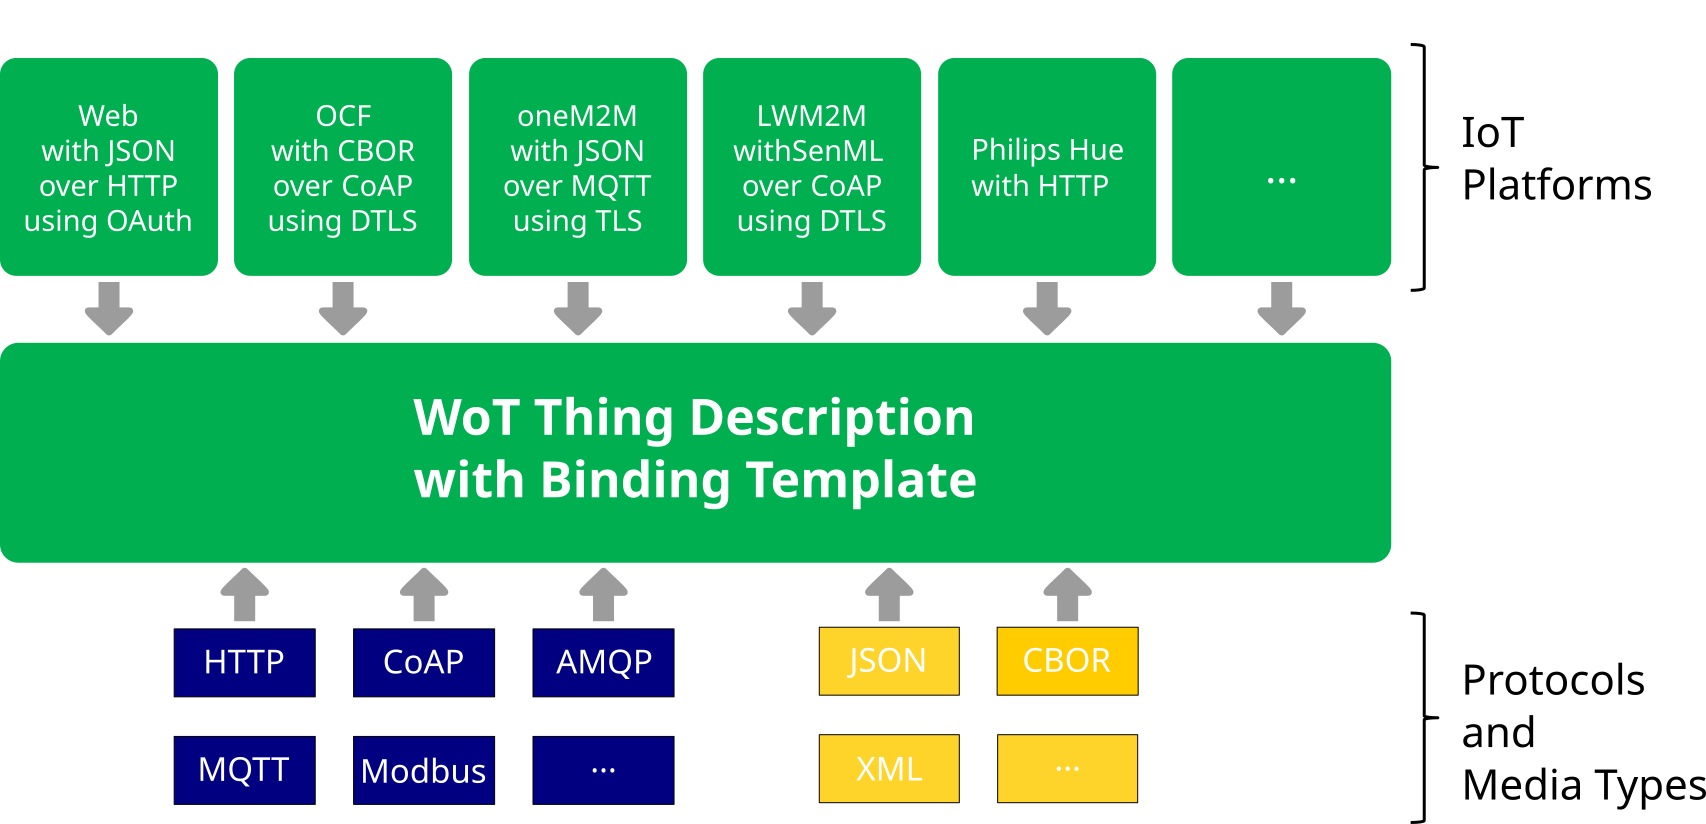 Web
with JSON
over HTTP
using OAuth
OCF
with CBOR
over CoAP
using DTLS
oneM2M
with JSON
over MQTT
using TLS
LWM2M
withSenML
over CoAP
using DTLS
Philips Hue
with HTTP
...
IoT
Platforms
WoT Thing Description
with Binding Template
HTTP
CoAP
AMQP
JSON
CBOR
MQTT
Modbus
...
XML
...
Protocols
and
Media Types